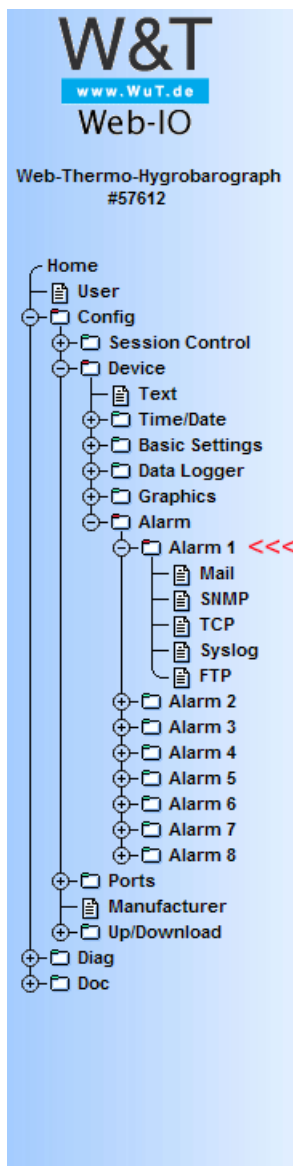 W&T
www.WuT.de
Web-IO
Web-Thermo-Hygrobarograph
#57612
Home
User
Config
Session Control
Device
Text
Time/Date
Basic Settings
Data Logger
Graphics
Alarm
Alarm 1 <<<
Mail
SNMP
TCP
Syslog
FTP
Alarm 2
Alarm 3
Alarm 4
Alarm 5
Alarm 6
Alarm 7
Alarm 8
Ports
Manufacturer
Up/Download
Diag
Doc